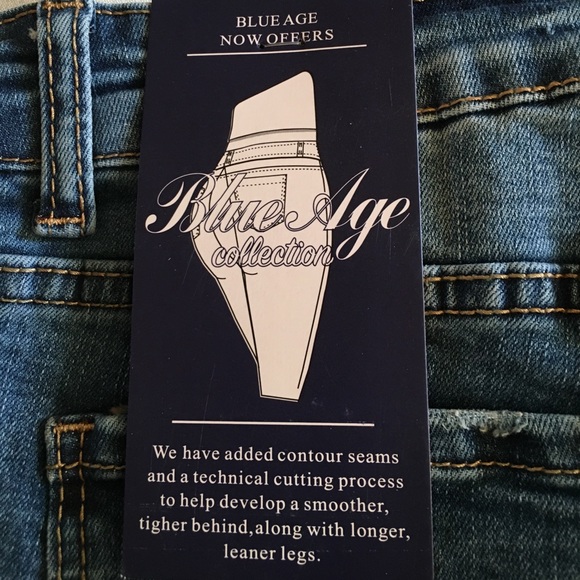 BLUE AGE
NOW OFFERS
Blue Age
collection
We have added contour seams
and a technical cutting process
to help develop a smoother,
tigher behind,along with longer,
leaner legs.